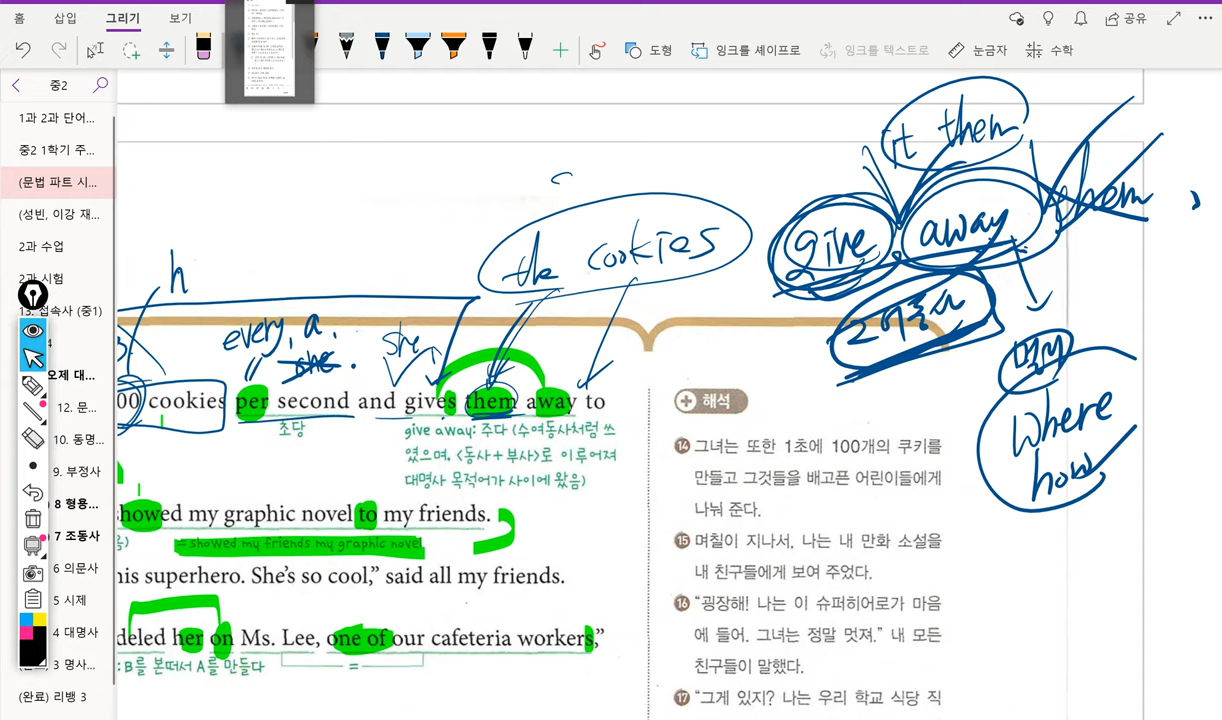 홈 삽입 그리기 보기
공유
도형 잉크를 셰이프로 잉크를 텍스트로 눈금자 수학
중2
1과 2과 단어...
중2 1학기 주...
(문법 파트 시...
(성빈, 이강 재...
2과 수업
2과 시험
13. 접속사 (중1)
4
오제 대...
12. 문...
10. 동명...
9. 부정사
8 형용...
7 조동사
6 의문사
5 시제
4 대명사
3 명사...
(완료) 리뱅 3
it them
give away them
the cookies
h
every, a.
she.
she
where
how
00 cookies per second and gives them away to
초당
give away: 주다 (수여동사처럼 쓰
였으며, <동사+부사>로 이루어져
대명사 목적어가 사이에 왔음)
showed my graphic novel to my friends.
= showed my friends my graphic novel
his superhero. She's so cool,” said all my friends.
deled her on Ms. Lee, one of our cafeteria workers,”
: B를 본떠서 A를 만들다
=
해석
⑭ 그녀는 또한 1초에 100개의 쿠키를
만들고 그것들을 배고픈 어린이들에게
나눠 준다.
⑮ 며칠이 지나서, 나는 내 만화 소설을
내 친구들에게 보여 주었다.
⑯ “굉장해! 나는 이 슈퍼히어로가 마음
에 들어. 그녀는 정말 멋져.” 내 모든
친구들이 말했다.
⑰ “그게 있지? 나는 우리 학교 식당 직